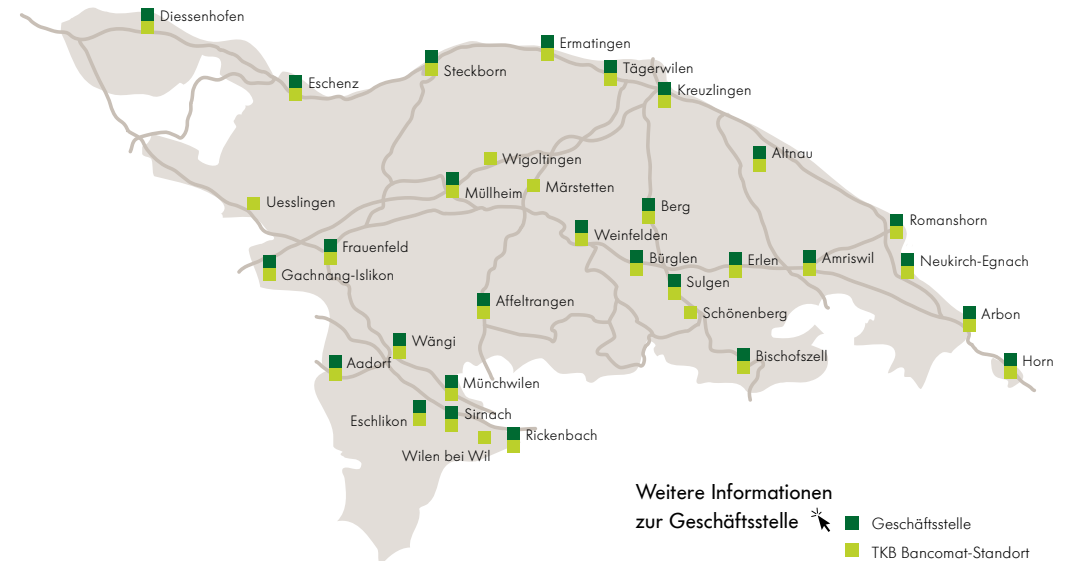 Diessenhofen
Ermatingen
Steckborn
Tägerwilen
Eschenz
Kreuzlingen
Altnau
Wigoltingen
Müllheim
Märstetten
Uesslingen
Berg
Romanshorn
Weinfelden
Frauenfeld
Bürglen
Erlen
Amriswil
Neukirch-Egnach
Gachnang-Islikon
Sulgen
Affeltrangen
Schönenberg
Arbon
Wängi
Bischofszell
Horn
Aadorf
Münchwilen
Sirnach
Eschlikon
Rickenbach
Wilen bei Wil
Weitere Informationen
zur Geschäftsstelle
Geschäftsstelle
TKB Bancomat-Standort